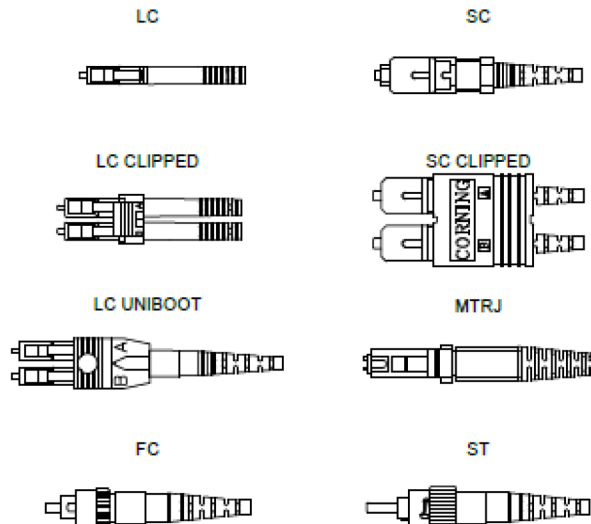 LC
SC
LC CLIPPED
SC CLIPPED
CORNING
A
B
LC UNIBOOT
A
B
MTRJ
FC
ST